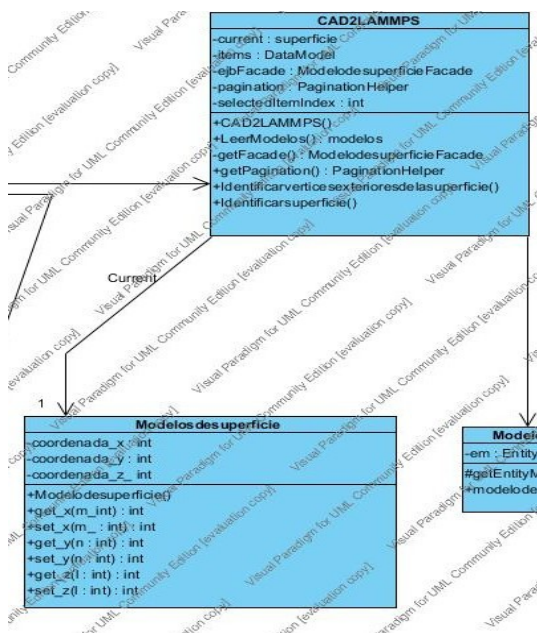 CAD2LAMMPS
-current : superficie
-items : DataModel
-ejbFacade : ModelodesuperficieFacade
-pagination : PaginationHelper
-selectedItemIndex : int
+CAD2LAMMPS()
+LeerModelos() : modelos
-getFacade() : ModelodesuperficieFacade
+getPagination() : PaginationHelper
+Identificarverticesexterioresdelasuperficie()
+Identificarsuperficie()
Current
1
Modelosdesuperficie
-coordenada_x : int
-coordenada_y : int
-coordenada_z_ int
+Modelodesuperficie()
+get_x(m_int) : int
+set_x(m_ : int) : int
+get_y(n : int) : int
+set_y(n : int) : int
+get_z(l : int) : int
+set_z(l : int) : int
Modelo
-em : Entity
#getEntityM
+modelode
Visual Paradigm for UML Community Edition [evaluation copy]